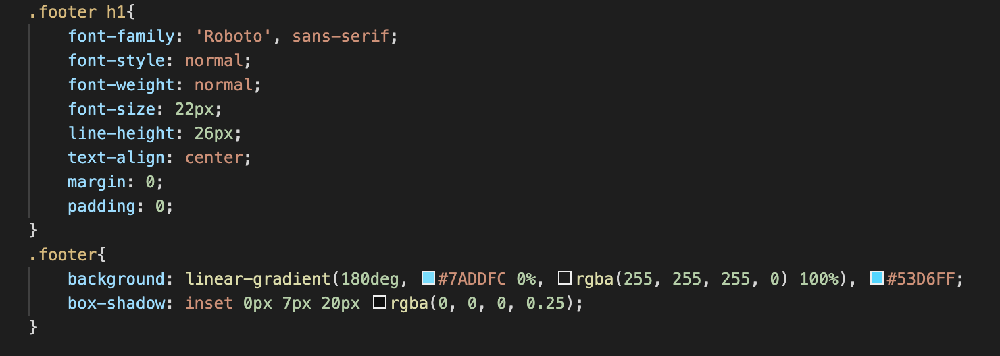 .footer h1{
    font-family: 'Roboto', sans-serif;
    font-style: normal;
    font-weight: normal;
    font-size: 22px;
    line-height: 26px;
    text-align: center;
    margin: 0;
    padding: 0;
}
.footer{
    background: linear-gradient(180deg, #7ADDFC 0%, rgba(255, 255, 255, 0) 100%), #53D6FF;
    box-shadow: inset 0px 7px 20px rgba(0, 0, 0, 0.25);
}